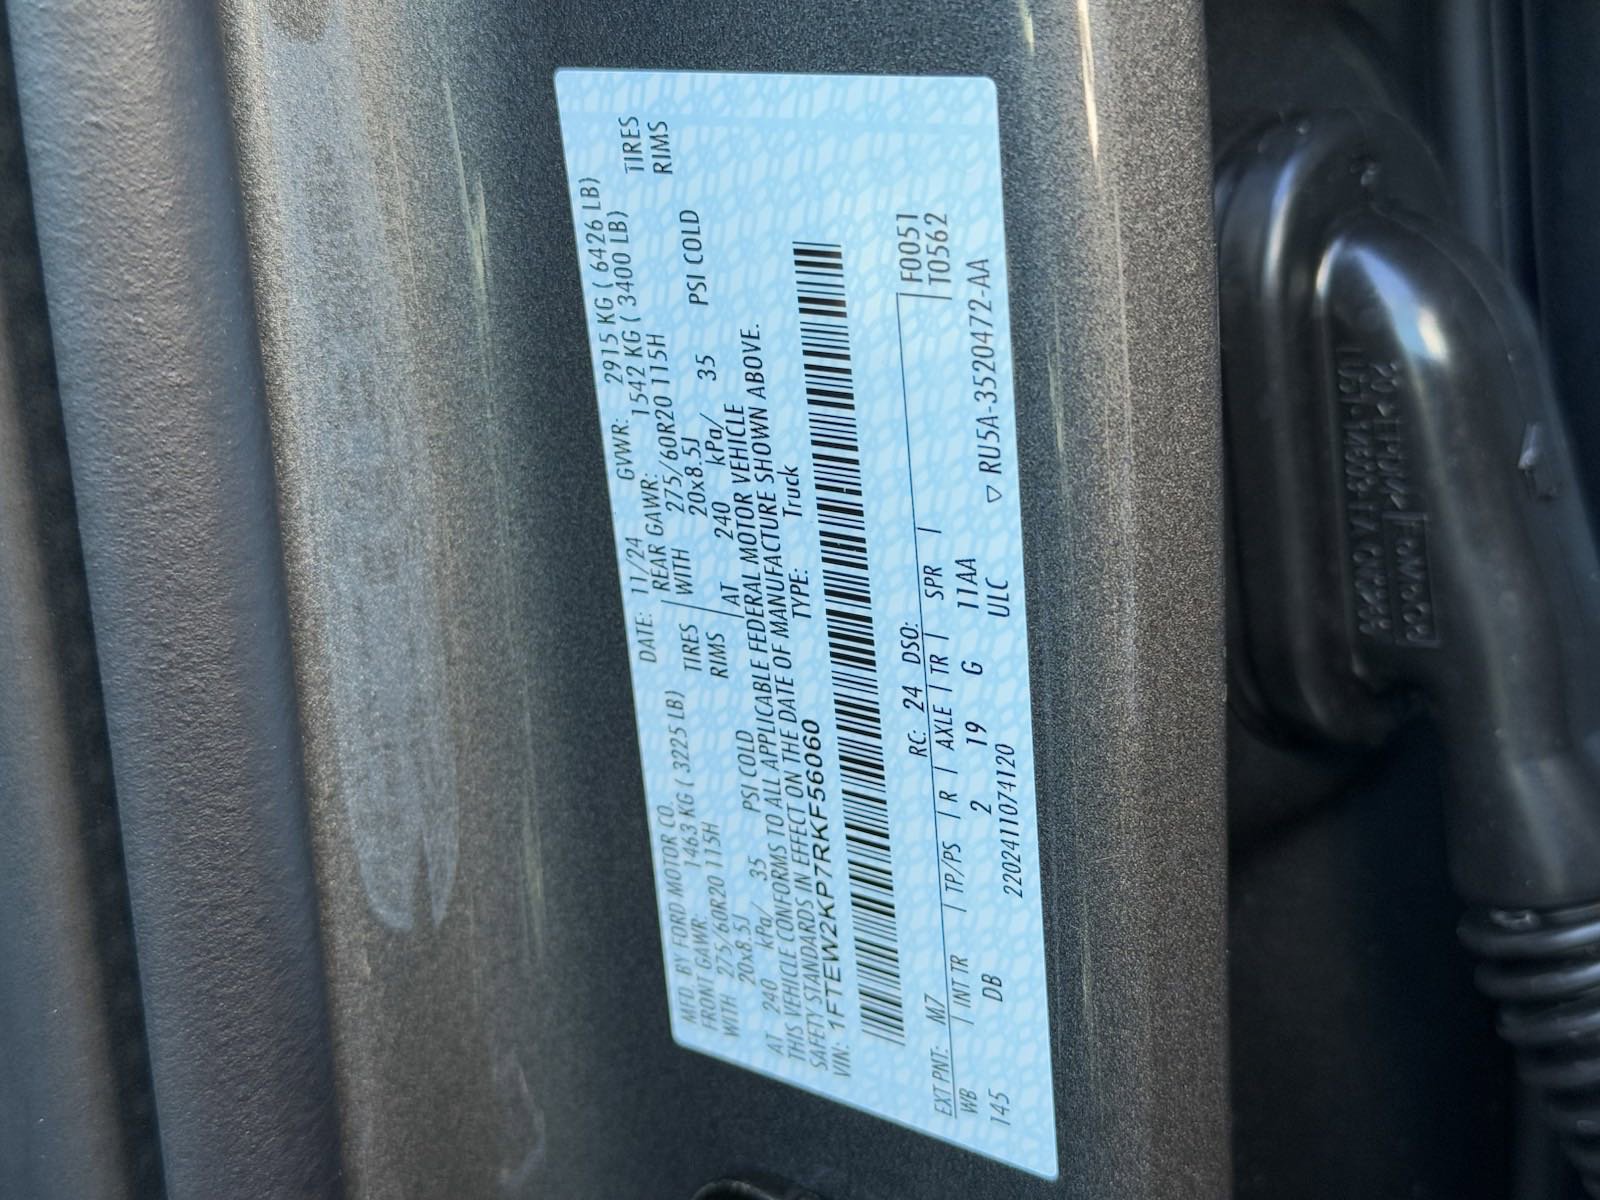 MFD. BY FORD MOTOR CO.
DATE: 11/24 GVWR: 2915 KG ( 6426 LB)
FRONT GAWR: 1463 KG ( 3225 LB)
REAR GAWR: 1542 KG ( 3400 LB)
WITH 275/60R20 115H TIRES
WITH 275/60R20 115H TIRES
20x8.5J RIMS
20x8.5J RIMS
AT 240 kPa/ 35 PSI COLD
AT 240 kPa/ 35 PSI COLD
THIS VEHICLE CONFORMS TO ALL APPLICABLE FEDERAL MOTOR VEHICLE
SAFETY STANDARDS IN EFFECT ON THE DATE OF MANUFACTURE SHOWN ABOVE.
VIN: 1FTEW2KP7RKF56060 TYPE: Truck
F0051
T0562
EXT PNT: M7 RC: 24 DSO:
WB | INT TR | TP/PS | R | AXLE | TR | SPR |
145 DB 2 19 G 11AA
2202411074120 ULC ▽ RU5A-3520472-AA